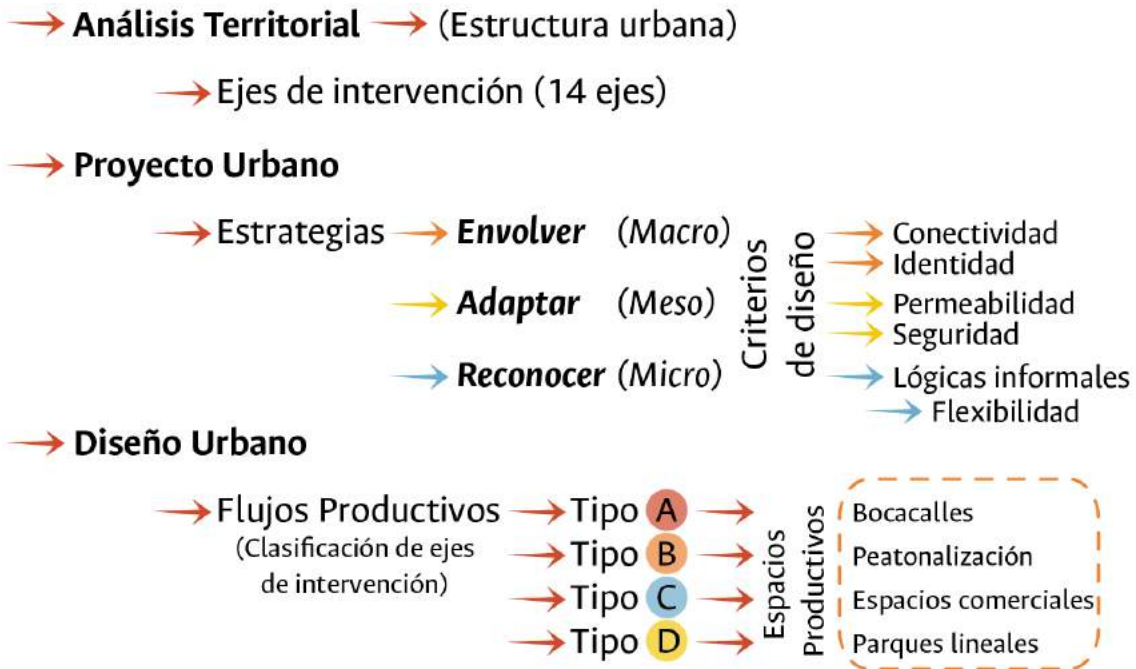 Análisis Territorial (Estructura urbana)
Ejes de intervención (14 ejes)
Proyecto Urbano
Estrategias Envolver (Macro)
Adaptar (Meso)
Reconocer (Micro)
Criterios
de diseño
Conectividad
Identidad
Permeabilidad
Seguridad
Lógicas informales
Flexibilidad
Diseño Urbano
Flujos Productivos
(Clasificación de ejes
de intervención)
Tipo A
Tipo B
Tipo C
Tipo D
Espacios
Productivos
Bocacalles
Peatonalización
Espacios comerciales
Parques lineales